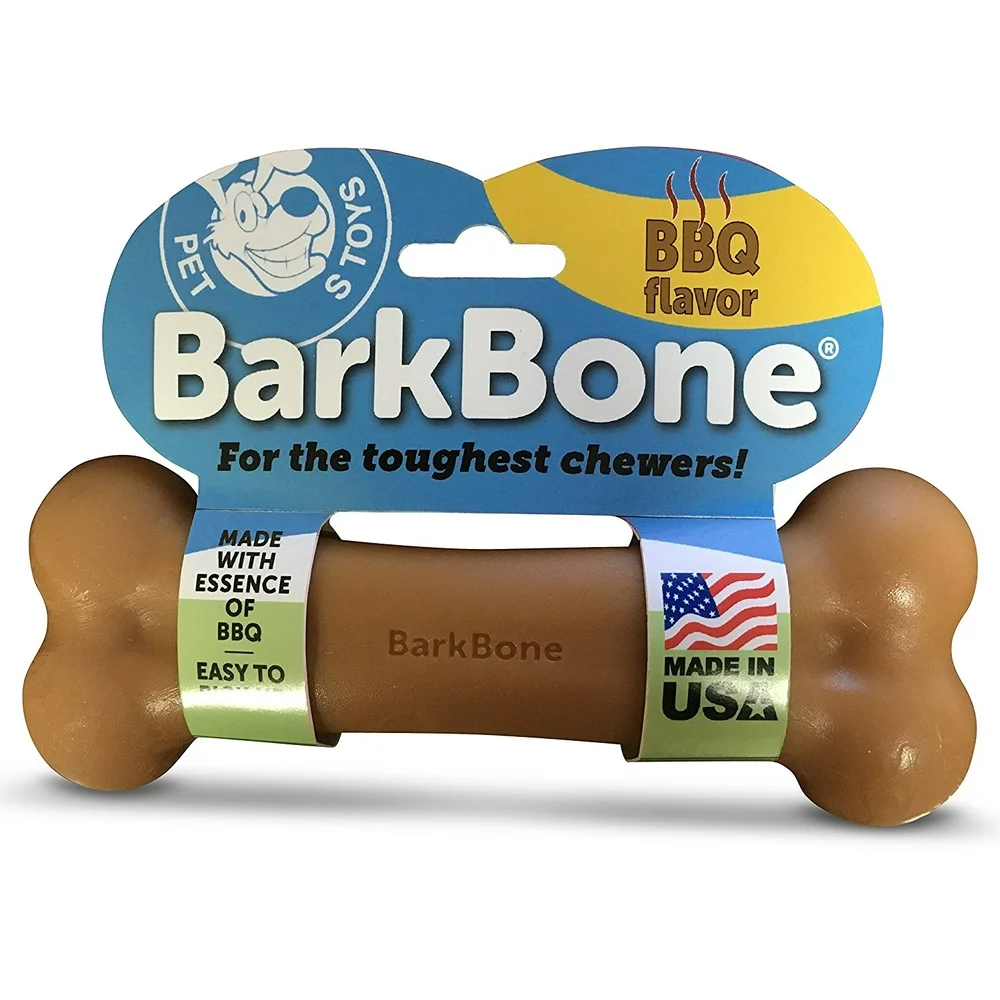 PET
S TOYS
BBQ
flavor
BarkBone®
For the toughest chewers!
MADE
WITH
ESSENCE
OF
BBQ
EASY TO
BarkBone
MADE IN
USA